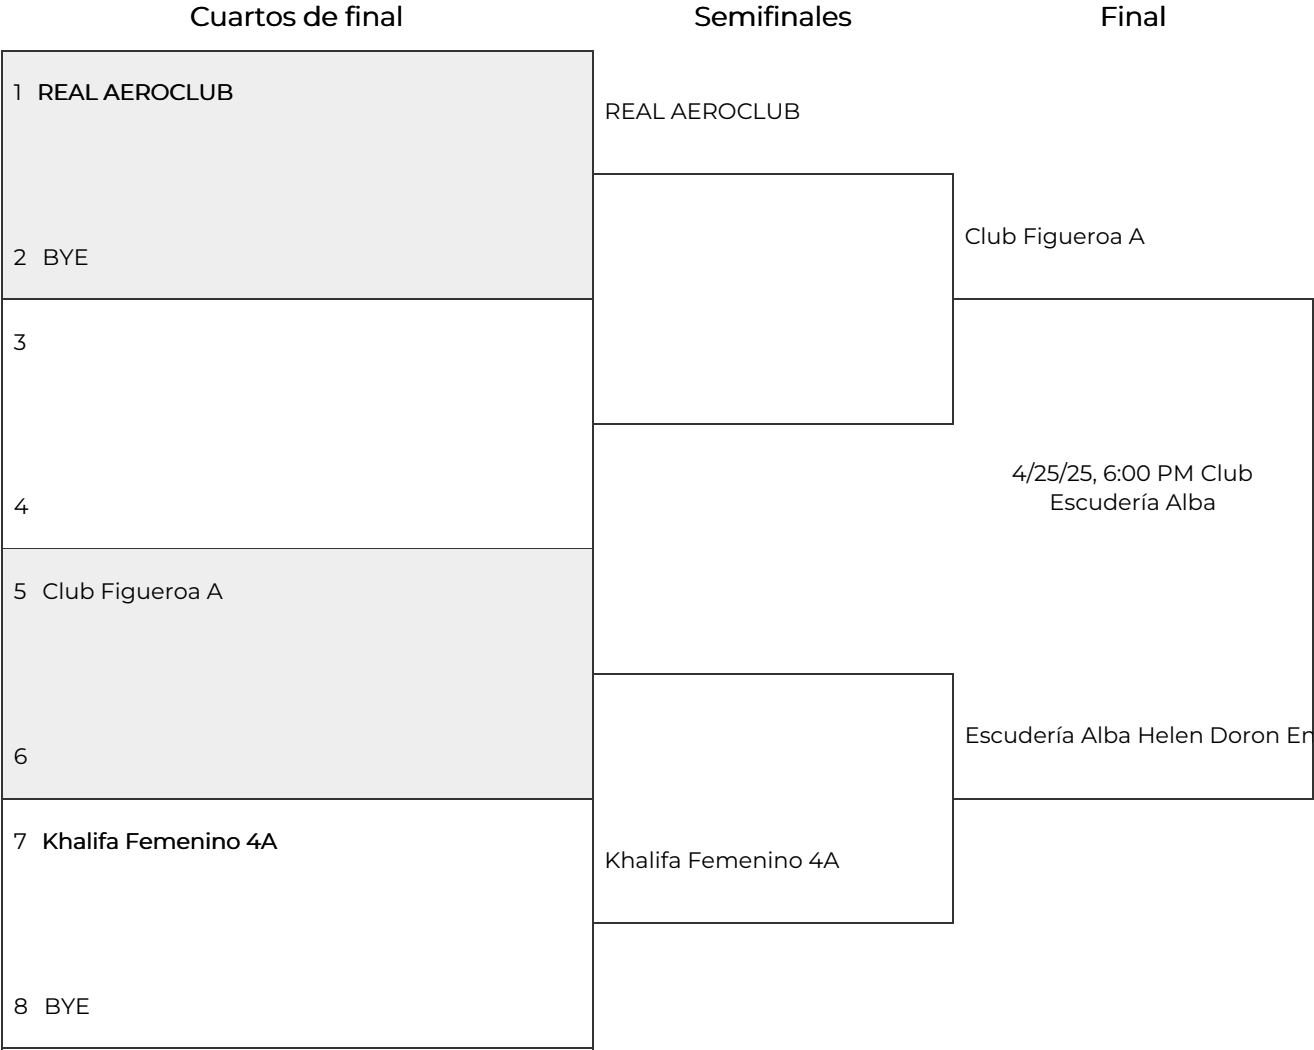 Cuartos de final
Semifinales
Final
1 REAL AEROCLUB
REAL AEROCLUB
2 BYE
Club Figueroa A
3
4
4/25/25, 6:00 PM Club
Escudería Alba
5 Club Figueroa A
6
Escudería Alba Helen Doron En
7 Khalifa Femenino 4A
Khalifa Femenino 4A
8 BYE